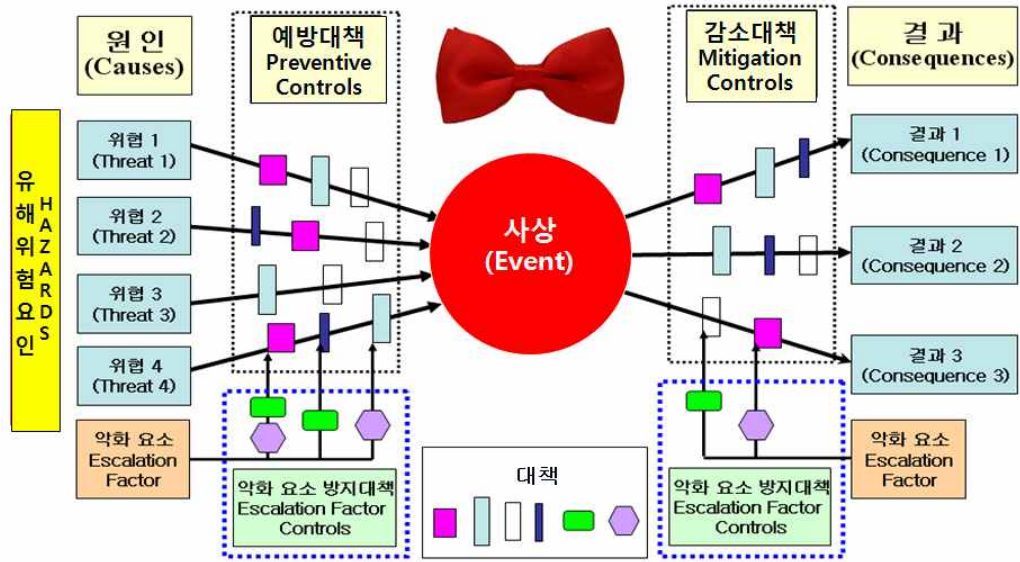 원 인
(Causes)
예방대책
Preventive
Controls
감소대책
Mitigation
Controls
결 과
(Consequences)
유해위험요인
HAZARDS
위협 1
(Threat 1)
위협 2
(Threat 2)
위협 3
(Threat 3)
위협 4
(Threat 4)
사상
(Event)
결과 1
(Consequence 1)
결과 2
(Consequence 2)
결과 3
(Consequence 3)
악화 요소
Escalation
Factor
악화 요소 방지대책
Escalation Factor
Controls
대책
악화 요소 방지대책
Escalation Factor
Controls
악화 요소
Escalation
Factor